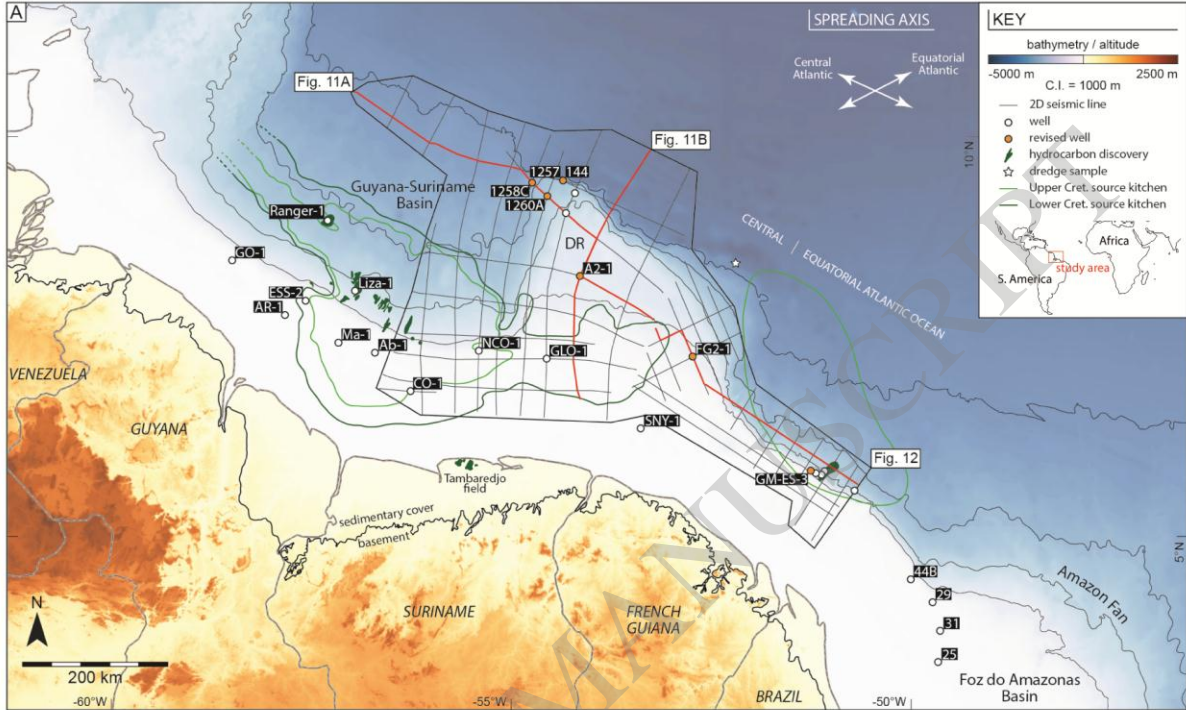 A
SPREADING AXIS
Central
Atlantic
Equatorial
Atlantic
KEY
bathymetry / altitude
-5000 m
2500 m
C.I. = 1000 m
2D seismic line
well
revised well
hydrocarbon discovery
dredge sample
Upper Cret. source kitchen
Lower Cret. source kitchen
Africa
S. America
study area
Fig. 11A
Fig. 11B
10°N
1257
144
1258C
1260A
Guyana-Suriname
Basin
Ranger-1
DR
CENTRAL | EQUATORIAL ATLANTIC OCEAN
GO-1
A2-1
ESS-2
Liza-1
AR-1
Ma-1
Ab-1
NCO-1
GLO-1
FG2-1
VENEZUELA
CO-1
GUYANA
SNY-1
Fig. 12
GM-ES-3
Tambaredjo
field
sedimentary cover
basement
5°N
44B
29
Amazon Fan
31
25
N
SURINAME
FRENCH
GUIANA
200 km
Foz do Amazonas
Basin
BRAZIL
-60°W
-55°W
-50°W
MANUSCRIPT